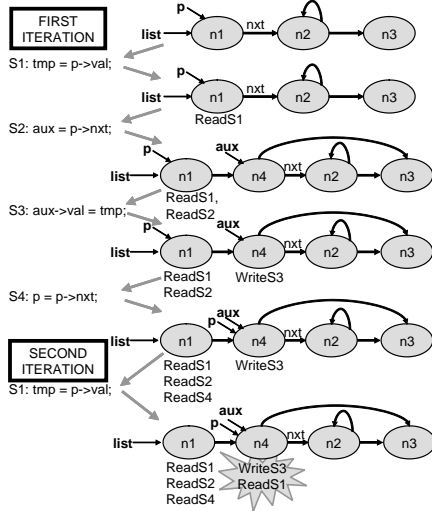 FIRST
ITERATION
p
list
n1
nxt
n2
n3
S1: tmp = p->val;
p
list
n1
nxt
n2
n3
ReadS1
S2: aux = p->nxt;
p
aux
list
n1
n4
nxt
n2
n3
ReadS1,
ReadS2
S3: aux->val = tmp;
p
aux
list
n1
n4
nxt
n2
n3
ReadS1
ReadS2
WriteS3
S4: p = p->nxt;
p
aux
list
n1
n4
nxt
n2
n3
ReadS1
ReadS2
ReadS4
WriteS3
SECOND
ITERATION
S1: tmp = p->val;
p
aux
list
n1
n4
nxt
n2
n3
ReadS1
ReadS2
ReadS4
WriteS3
ReadS1